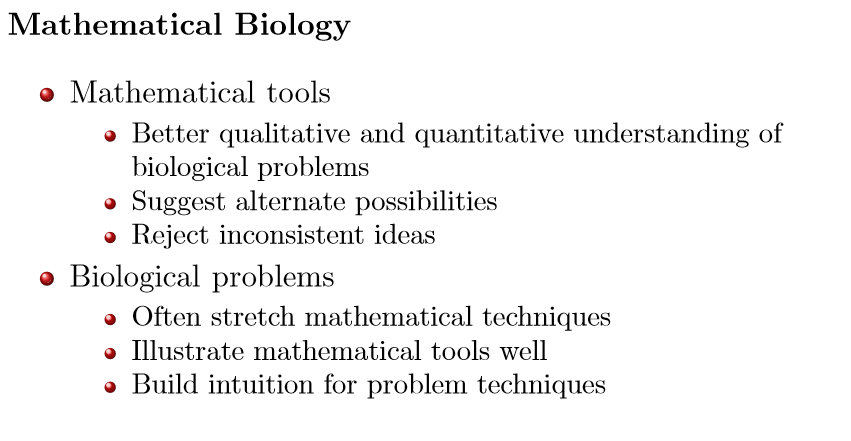 Mathematical Biology
Mathematical tools
Better qualitative and quantitative understanding of
biological problems
Suggest alternate possibilities
Reject inconsistent ideas
Biological problems
Often stretch mathematical techniques
Illustrate mathematical tools well
Build intuition for problem techniques